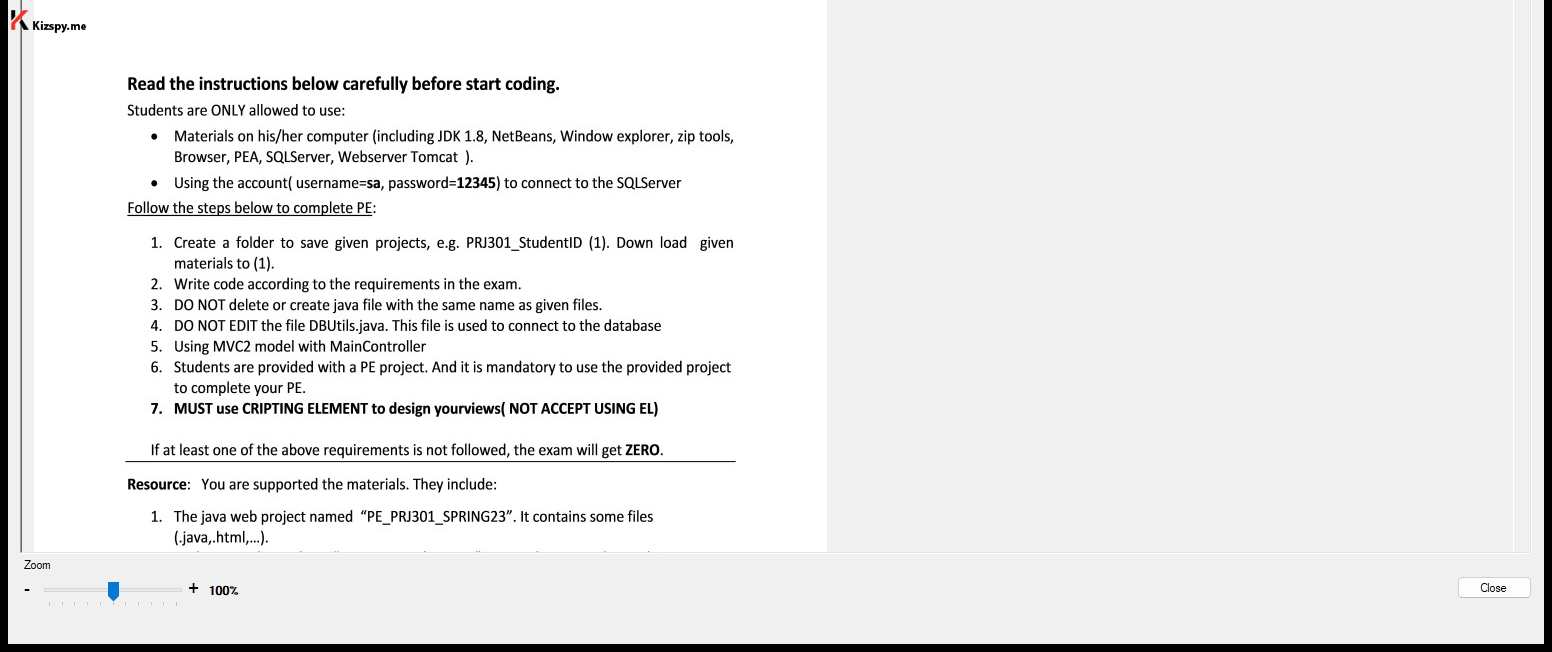 Kizspy.me
Read the instructions below carefully before start coding.
Students are ONLY allowed to use:
• Materials on his/her computer (including JDK 1.8, NetBeans, Window explorer, zip tools,
Browser, PEA, SQLServer, Webserver Tomcat ).
• Using the account( username=sa, password=12345) to connect to the SQLServer
Follow the steps below to complete PE:
1. Create a folder to save given projects, e.g. PRJ301_StudentID (1). Down load given
materials to (1).
2. Write code according to the requirements in the exam.
3. DO NOT delete or create java file with the same name as given files.
4. DO NOT EDIT the file DBUtils.java. This file is used to connect to the database
5. Using MVC2 model with MainController
6. Students are provided with a PE project. And it is mandatory to use the provided project
to complete your PE.
7. MUST use CRIPTING ELEMENT to design yourviews( NOT ACCEPT USING EL)
If at least one of the above requirements is not followed, the exam will get ZERO.
Resource: You are supported the materials. They include:
1. The java web project named “PE_PRJ301_SPRING23”. It contains some files
(.java,.html,...).
Zoom
- + 100%
Close